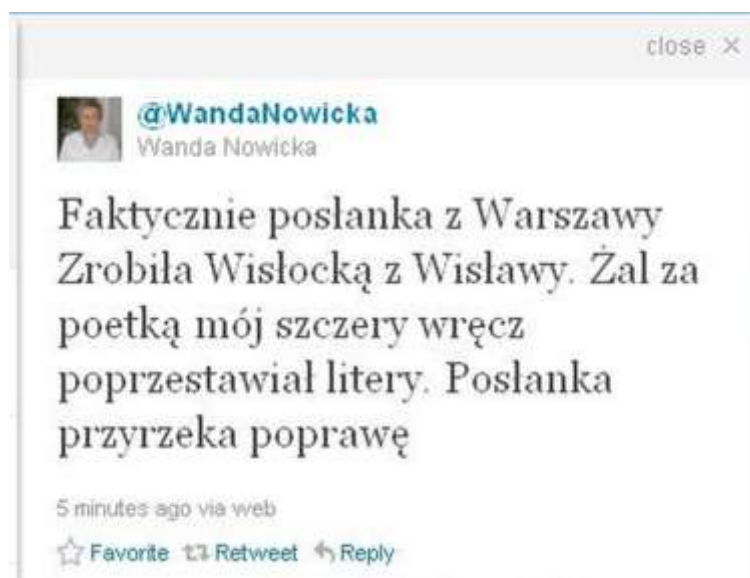 close ×
@WandaNowicka
Wanda Nowicka
Faktycznie posłanka z Warszawy
Zrobiła Wisłocką z Wisławy. Żal za
poetką mój szczery wręcz
poprzestawiał litery. Posłanka
przyrzeka poprawę
5 minutes ago via web
Favorite Retweet Reply